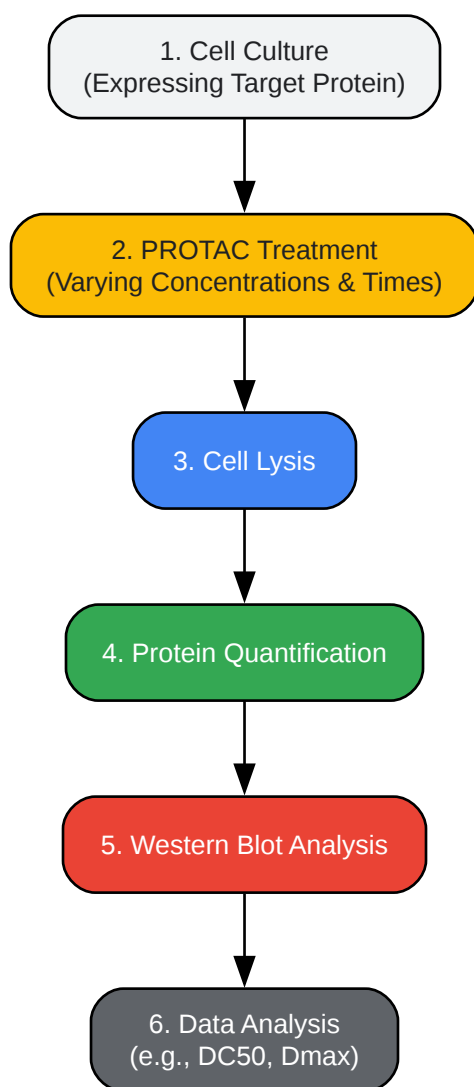 1. Cell Culture
(Expressing Target Protein)
2. PROTAC Treatment
(Varying Concentrations & Times)
3. Cell Lysis
4. Protein Quantification
5. Western Blot Analysis
6. Data Analysis
(e.g., DC50, Dmax)